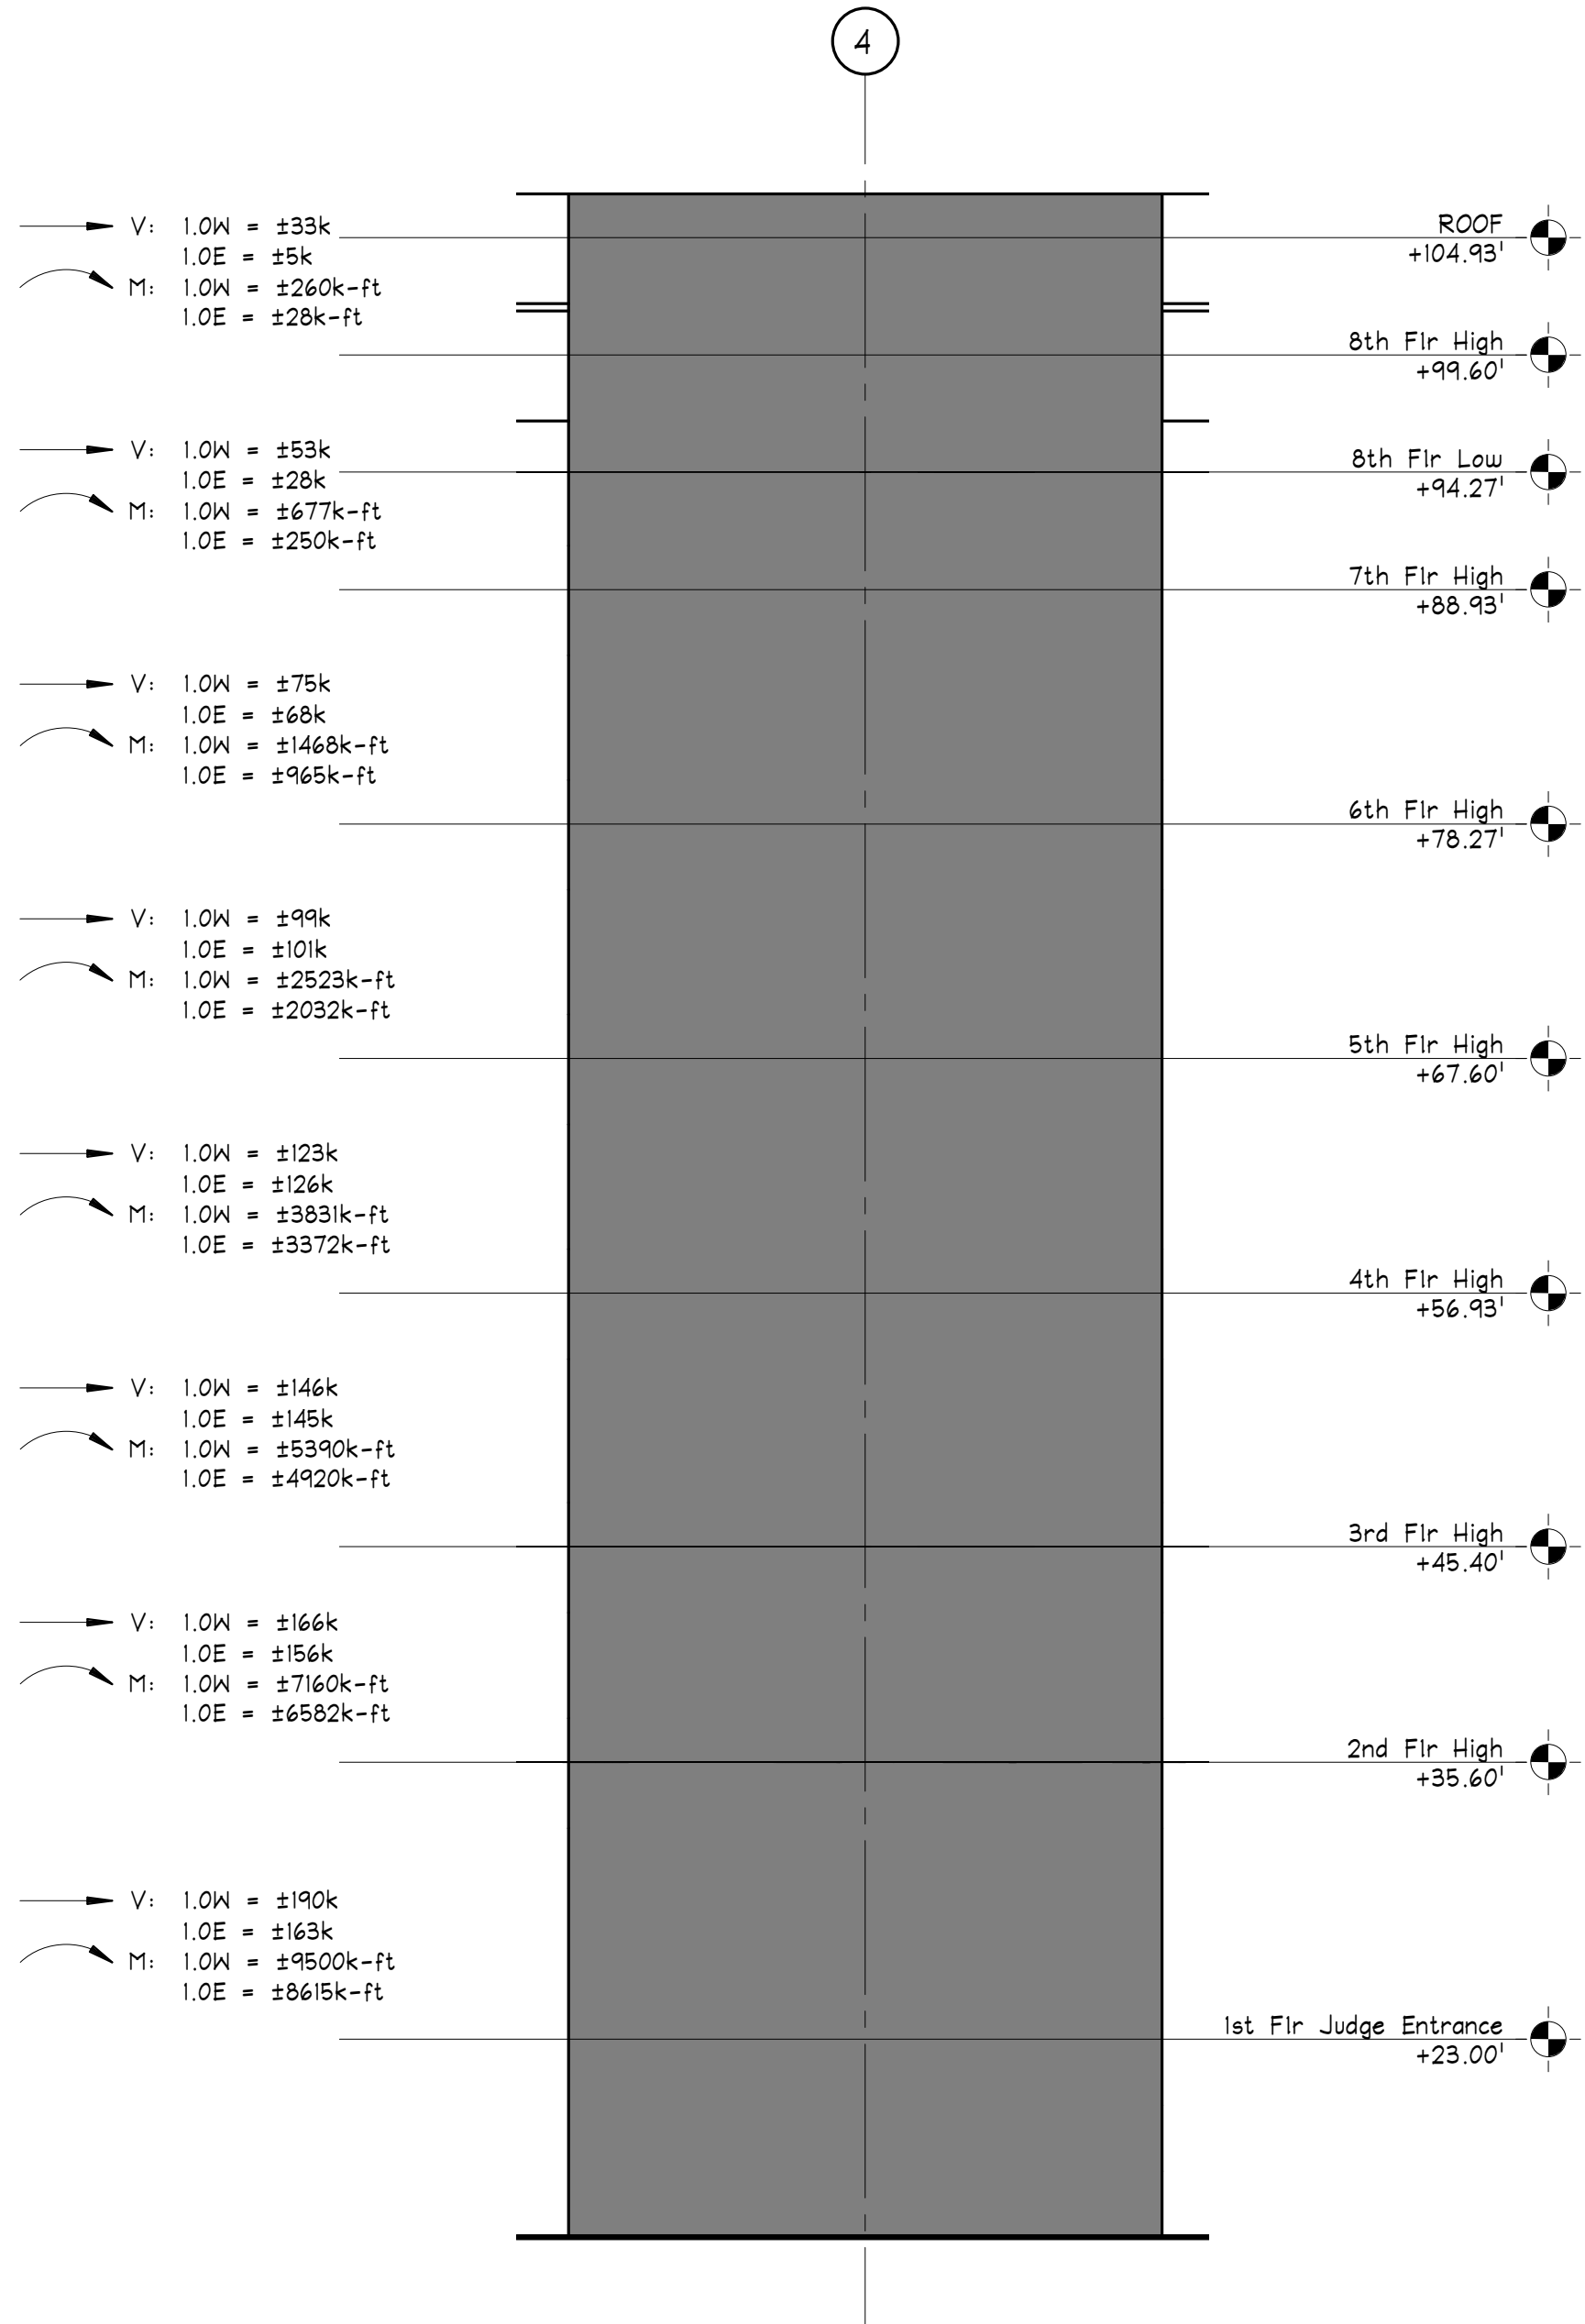 4
V: 1.0W = ±33k
1.0E = ±5k
M: 1.0W = ±260k-ft
1.0E = ±28k-ft
ROOF
+104.93'
8th Flr High
+99.60'
V: 1.0W = ±53k
1.0E = ±28k
M: 1.0W = ±677k-ft
1.0E = ±250k-ft
8th Flr Low
+94.27'
7th Flr High
+88.93'
V: 1.0W = ±75k
1.0E = ±68k
M: 1.0W = ±1468k-ft
1.0E = ±965k-ft
6th Flr High
+78.27'
V: 1.0W = ±99k
1.0E = ±101k
M: 1.0W = ±2523k-ft
1.0E = ±2032k-ft
5th Flr High
+67.60'
V: 1.0W = ±123k
1.0E = ±126k
M: 1.0W = ±3831k-ft
1.0E = ±3372k-ft
4th Flr High
+56.93'
V: 1.0W = ±146k
1.0E = ±145k
M: 1.0W = ±5390k-ft
1.0E = ±4920k-ft
3rd Flr High
+45.40'
V: 1.0W = ±166k
1.0E = ±156k
M: 1.0W = ±7160k-ft
1.0E = ±6582k-ft
2nd Flr High
+35.60'
V: 1.0W = ±190k
1.0E = ±163k
M: 1.0W = ±9500k-ft
1.0E = ±8615k-ft
1st Flr Judge Entrance
+23.00'